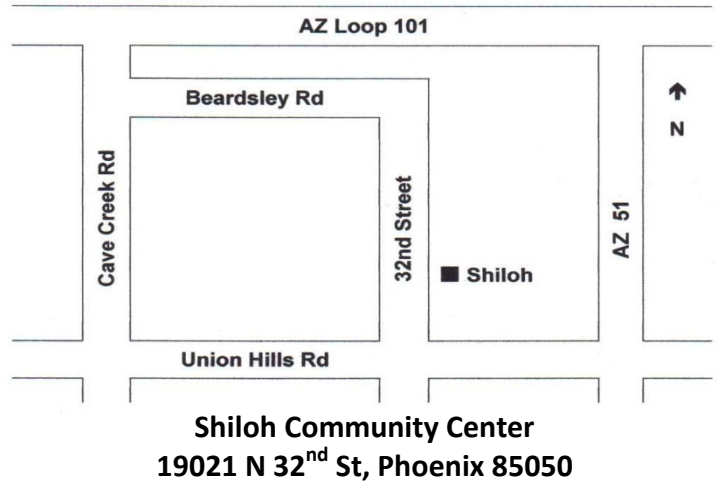 AZ Loop 101
Beardsley Rd
N
Cave Creek Rd
32nd Street
AZ 51
Shiloh
Union Hills Rd
Shiloh Community Center
19021 N 32nd St, Phoenix 85050